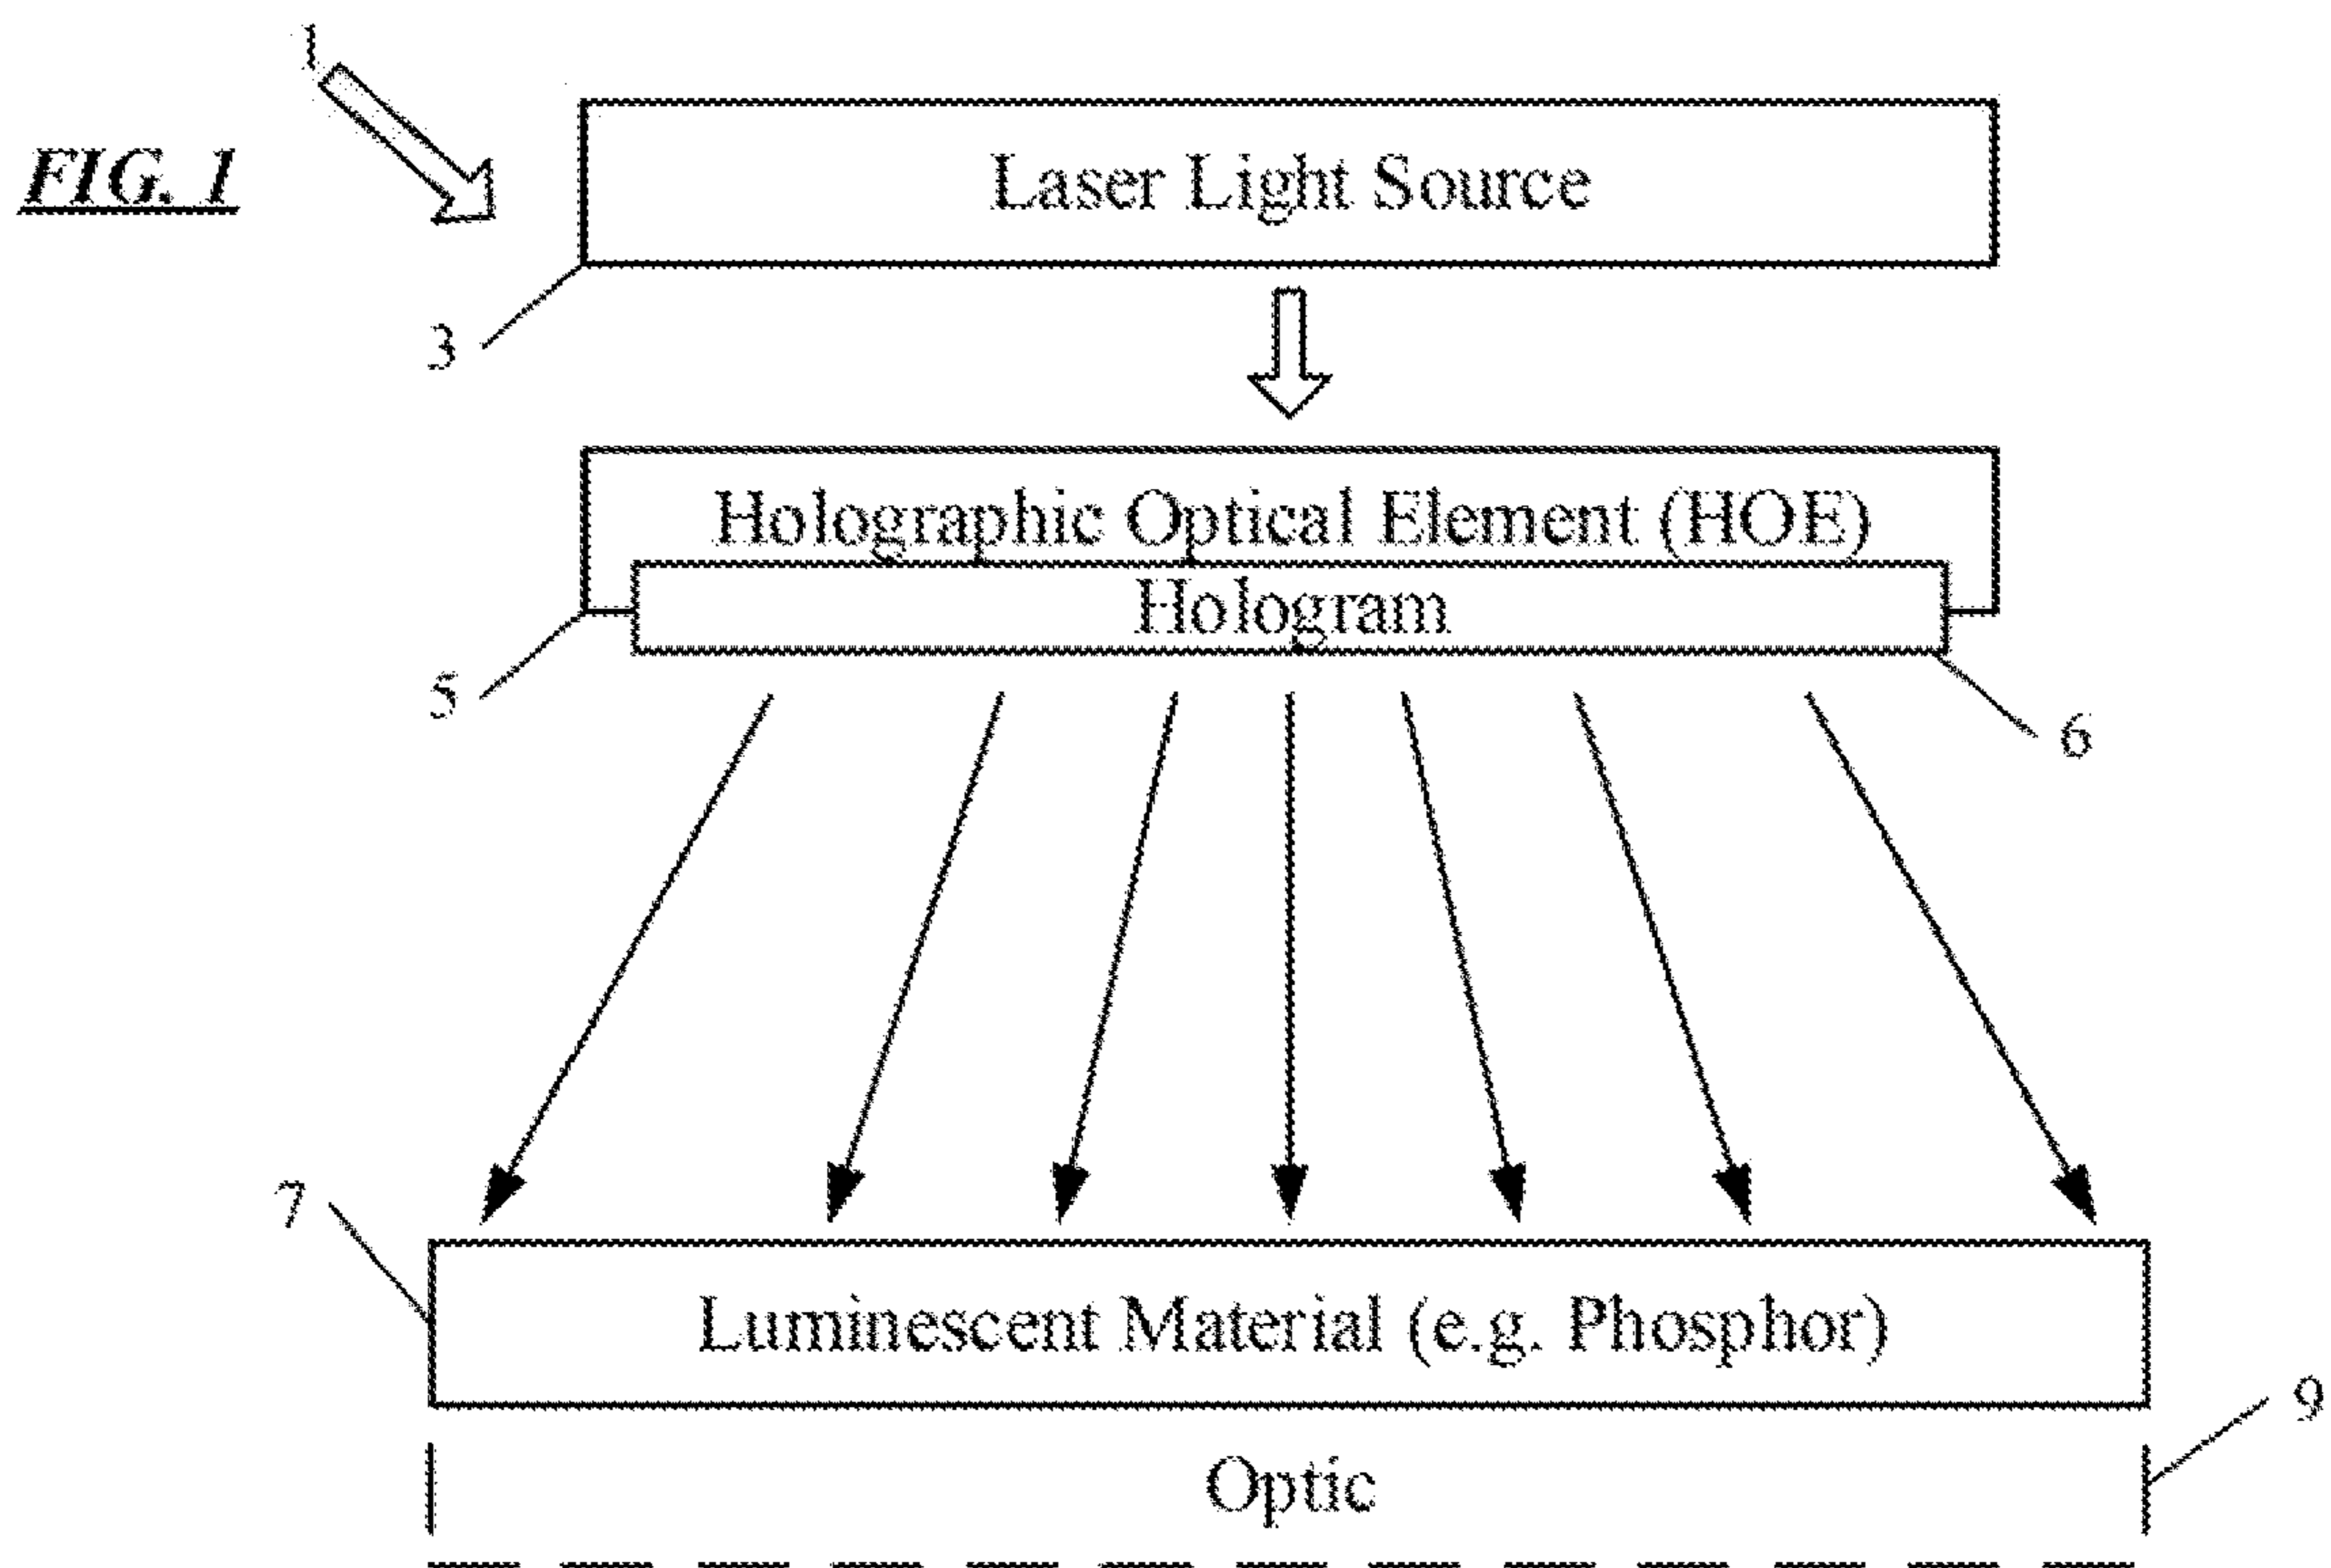 1
FIG. 1
Laser Light Source
3
Holographic Optical Element (HOE)
Hologram
5
6
7
Luminescent Material (e.g. Phosphor)
9
Optic